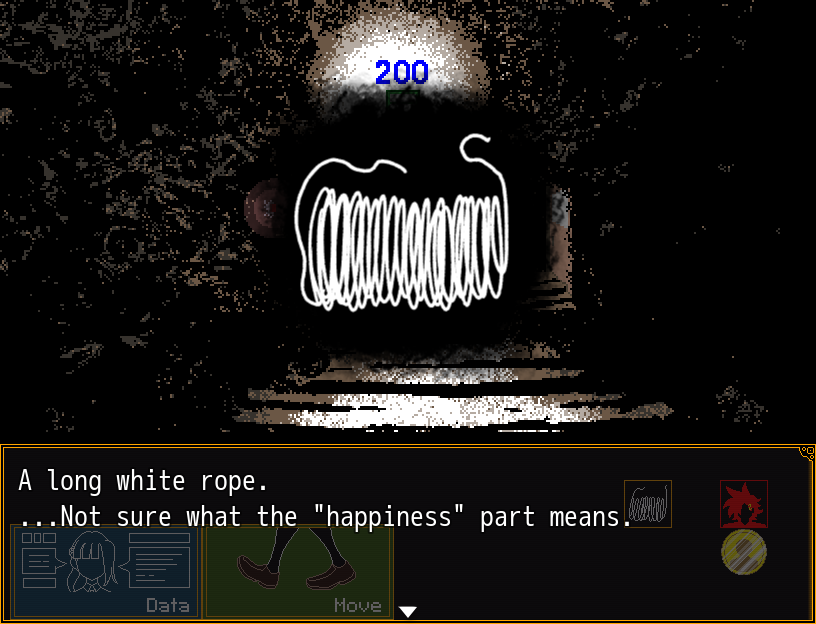 200
A long white rope.
...Not sure what the "happiness" part means.
Data
Move